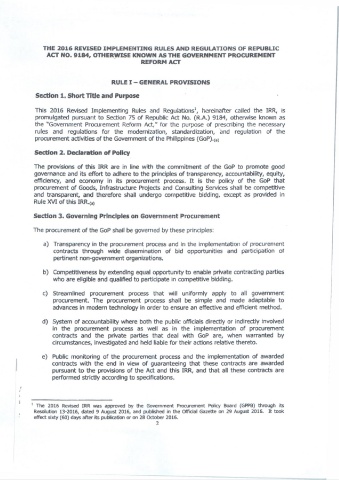 THE 2016 REVISED IMPLEMENTING RULES AND REGULATIONS OF REPUBLIC
ACT NO. 9184, OTHERWISE KNOWN AS THE GOVERNMENT PROCUREMENT
REFORM ACT
RULE I – GENERAL PROVISIONS
Section 1. Short Title and Purpose
This 2016 Revised Implementing Rules and Regulations¹, hereinafter called the IRR, is
promulgated pursuant to Section 75 of Republic Act No. (R.A.) 9184, otherwise known as
the "Government Procurement Reform Act," for the purpose of prescribing the necessary
rules and regulations for the modernization, standardization, and regulation of the
procurement activities of the Government of the Philippines (GoP).(a)
Section 2. Declaration of Policy
The provisions of this IRR are in line with the commitment of the GoP to promote good
governance and its effort to adhere to the principles of transparency, accountability, equity,
efficiency, and economy in its procurement process. It is the policy of the GoP that
procurement of Goods, Infrastructure Projects and Consulting Services shall be competitive
and transparent, and therefore shall undergo competitive bidding, except as provided in
Rule XVI of this IRR.(a)
Section 3. Governing Principles on Government Procurement
The procurement of the GoP shall be governed by these principles:
a) Transparency in the procurement process and in the implementation of procurement
contracts through wide dissemination of bid opportunities and participation of
pertinent non-government organizations.
b) Competitiveness by extending equal opportunity to enable private contracting parties
who are eligible and qualified to participate in competitive bidding.
c) Streamlined procurement process that will uniformly apply to all government
procurement. The procurement process shall be simple and made adaptable to
advances in modern technology in order to ensure an effective and efficient method.
d) System of accountability where both the public officials directly or indirectly involved
in the procurement process as well as in the implementation of procurement
contracts and the private parties that deal with GoP are, when warranted by
circumstances, investigated and held liable for their actions relative thereto.
e) Public monitoring of the procurement process and the implementation of awarded
contracts with the end in view of guaranteeing that these contracts are awarded
pursuant to the provisions of the Act and this IRR, and that all these contracts are
performed strictly according to specifications.
¹ The 2016 Revised IRR was approved by the Government Procurement Policy Board (GPPB) through its
Resolution 13-2016, dated 9 August 2016, and published in the Official Gazette on 29 August 2016. It took
effect sixty (60) days after its publication or on 28 October 2016.
3